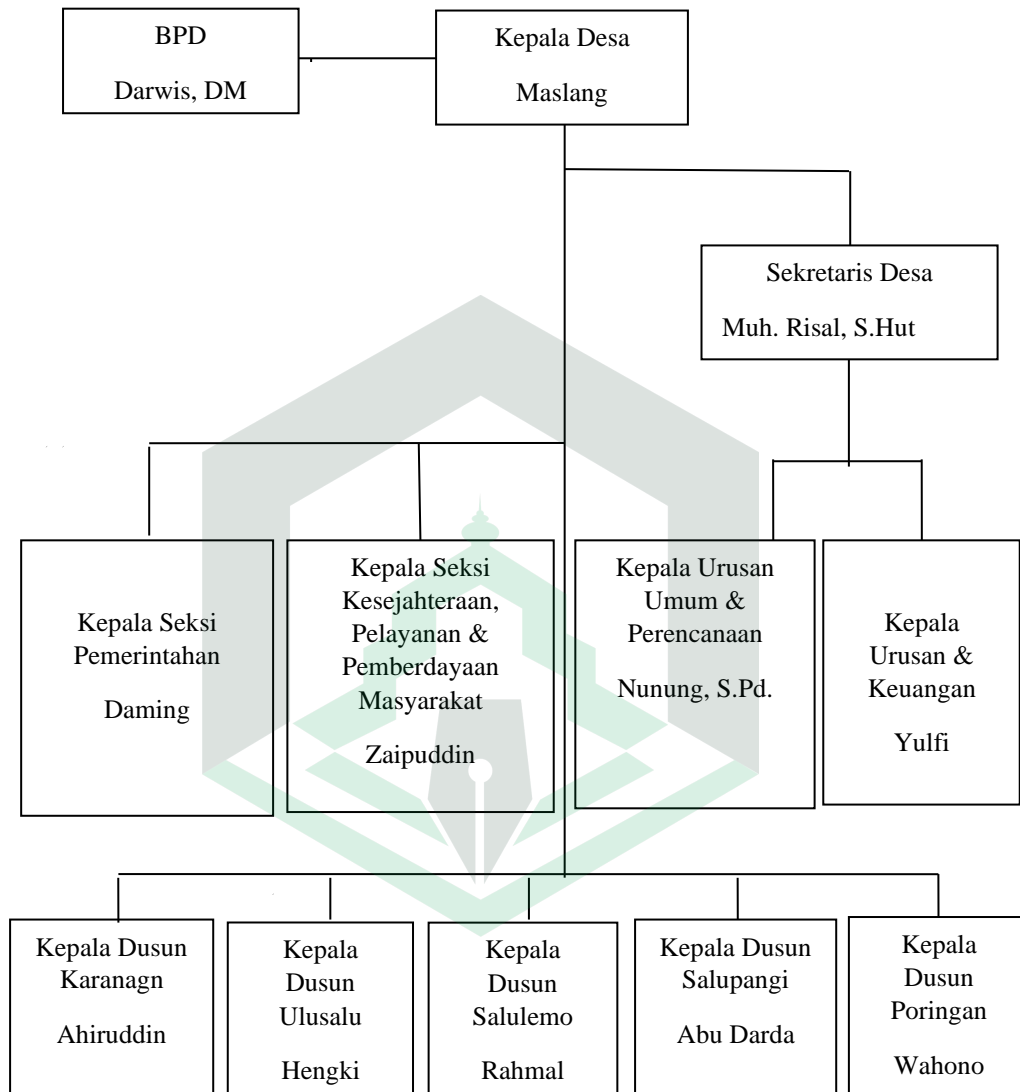 BPD
Darwis, DM
Kepala Desa
Maslang
Sekretaris Desa
Muh. Risal, S.Hut
Kepala Seksi
Pemerintahan
Daming
Kepala Seksi
Kesejahteraan,
Pelayanan &
Pemberdayaan
Masyarakat
Zaipuddin
Kepala Urusan
Umum &
Perencanaan
Nunung, S.Pd.
Kepala
Urusan &
Keuangan
Yulfi
Kepala Dusun
Karanagn
Ahiruddin
Kepala
Dusun
Ulusalu
Hengki
Kepala
Dusun
Salulemo
Rahmal
Kepala Dusun
Salupangi
Abu Darda
Kepala
Dusun
Poringan
Wahono